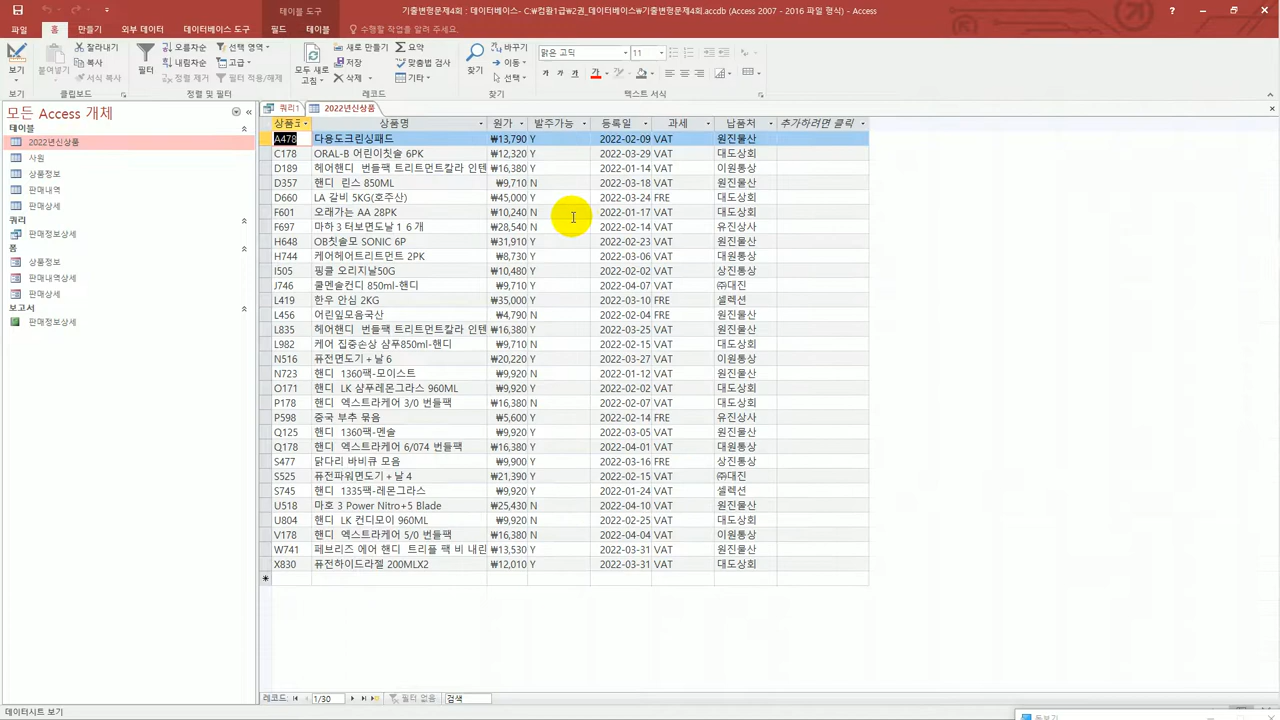 기출변형문제4회 : 데이터베이스- C:₩컴활1급₩2권_데이터베이스₩기출변형문제4회.accdb (Access 2007 - 2016 파일 형식) - Access
테이블 도구
파일 홈 만들기 외부 데이터 데이터베이스 도구 필드 테이블 수행할 작업을 알려 주세요.
보기 붙여넣기 잘라내기 복사 서식 복사
필터 오름차순 내림차순 정렬 제거 선택 영역 고급 필터 적용/해제
모두 새로 고침 새로 만들기 저장 삭제 요약 맞춤법 검사 기타
찾기 바꾸기 이동 선택
맑은 고딕 11
가 가 가 가
보기 클립보드 정렬 및 필터 레코드 찾기 텍스트 서식
모든 Access 개체
테이블
2022년신상품
사원
상품정보
판매내역
판매상세
쿼리
판매정보상세
폼
상품정보
판매내역상세
판매상세
보고서
판매정보상세
쿼리1 2022년신상품
상품코 상품명 원가 발주가능 등록일 과세 납품처 추가하려면 클릭
A478 다용도크린싱패드 ₩13,790 Y 2022-02-09 VAT 원진물산
C178 ORAL-B 어린이칫솔 6PK ₩12,320 Y 2022-03-29 VAT 대도상회
D189 헤어핸디 번들팩 트리트먼트칼라 인텐 ₩16,380 Y 2022-01-14 VAT 이원통상
D357 핸디 린스 850ML ₩9,710 N 2022-03-18 VAT 원진물산
D660 LA 갈비 5KG(호주산) ₩45,000 Y 2022-03-24 FRE 대도상회
F601 오래가는 AA 28PK ₩10,240 N 2022-01-17 VAT 대도상회
F697 마하 3 터보면도날 1 6 개 ₩28,540 N 2022-02-14 VAT 유진상사
H648 OB칫솔모 SONIC 6P ₩31,910 Y 2022-02-23 VAT 원진물산
H744 케어헤어트리트먼트 2PK ₩8,730 Y 2022-03-06 VAT 대도상회
I505 핑클 오리지날50G ₩10,480 Y 2022-02-02 VAT 상진통상
J746 쿨멘솔컨디 850ml-핸디 ₩9,710 Y 2022-04-07 VAT ㈜대진
L419 한우 안심 2KG ₩35,000 Y 2022-03-10 FRE 셀렉션
L456 어린잎모음국산 ₩4,790 N 2022-02-04 FRE 원진물산
L835 헤어핸디 번들팩 트리트먼트칼라 인텐 ₩16,380 Y 2022-03-25 VAT 원진물산
L982 케어 집중손상 샴푸850ml-핸디 ₩9,710 N 2022-02-15 VAT 대도상회
N516 퓨전면도기 + 날 6 ₩20,220 Y 2022-03-27 VAT 이원통상
N723 핸디 1360팩-모이스트 ₩9,920 N 2022-01-12 VAT 원진물산
O171 핸디 LK 샴푸레몬그라스 960ML ₩9,920 Y 2022-02-02 VAT 대도상회
P178 핸디 엑스트라케어 3/0 번들팩 ₩16,380 N 2022-02-07 VAT 대도상회
P598 중국 부추 묶음 ₩5,600 Y 2022-02-14 FRE 유진상사
Q125 핸디 1360팩-멘솔 ₩9,920 Y 2022-03-05 VAT 원진물산
Q178 핸디 엑스트라케어 6/074 번들팩 ₩16,380 Y 2022-04-01 VAT 대원통상
S477 닭다리 바비큐 모음 ₩9,900 Y 2022-03-16 FRE 상진통상
S525 퓨전파워면도기 + 날 4 ₩21,390 Y 2022-02-15 VAT ㈜대진
S745 핸디 1335팩-레몬그라스 ₩9,920 Y 2022-01-24 VAT 셀렉션
U518 마호 3 Power Nitro+5 Blade ₩25,430 N 2022-04-10 VAT 원진물산
U804 핸디 LK 컨디모이 960ML ₩9,920 N 2022-02-25 VAT 대도상회
V178 핸디 엑스트라케어 5/0 번들팩 ₩16,380 N 2022-04-04 VAT 이원통상
W741 페브리즈 에어 핸디 트리플 팩 비 내린 ₩13,530 Y 2022-03-31 VAT 원진물산
X830 퓨전하이드라젤 200MLX2 ₩12,010 Y 2022-03-31 VAT 대도상회
레코드: 1/30 필터 없음 검색
데이터시트 보기